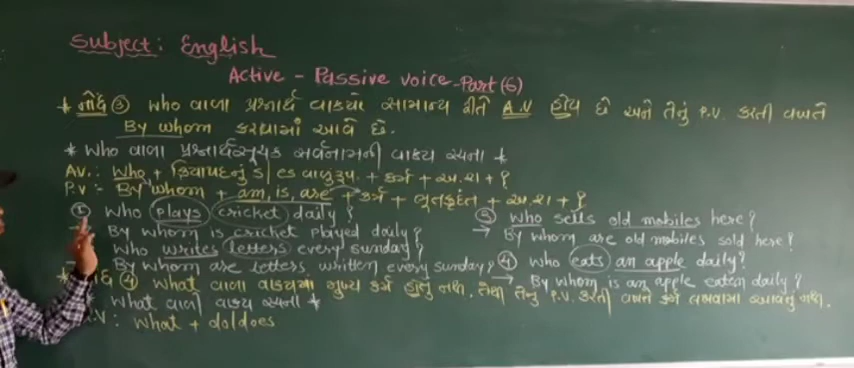 Subject: English
Active - Passive voice - Part (6)
* નોંધ ③ who વાળા પ્રશ્નાર્થ વાક્યો સામાન્ય રીતે A.V હોય છે અને તેનું P.V. કરતી વખતે
By whom કરવામાં આવે છે.
* who વાળા પ્રશ્નાર્થસૂચક સર્વનામની વાક્ય રચના *
AV.: Who + ક્રિયાપદનું s/es વાળું રૂપ. + કર્મ + અ.શ + ?
P.V :- By whom + am, is, are + કર્મ + ભૂતકૃદંત + અ.શ + ?
① Who plays cricket daily?
→ By whom is cricket played daily?
Who writes letters every sunday?
By whom are letters written every sunday?
③ Who sells old mobiles here?
→ By whom are old mobiles sold here?
④ who eats an apple daily?
→ By whom is an apple eaten daily?
* ④ What વાળા વાક્યમાં મુખ્ય કર્મ હોતું નથી. તેથી તેનું P.V. કરતી વખતે કર્મ લખવામાં આવતું નથી.
* What વાળી વાક્ય રચના *
V: What + do/does